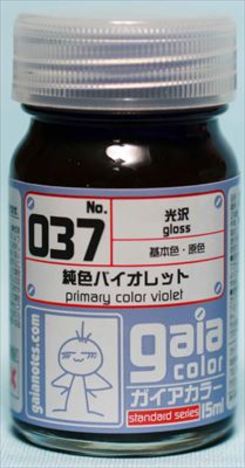 No.
037
光沢
gloss
基本色・原色
純色バイオレット
primary color violet
gaianotes.com
gaia
color
ガイアカラー
standard series 15ml